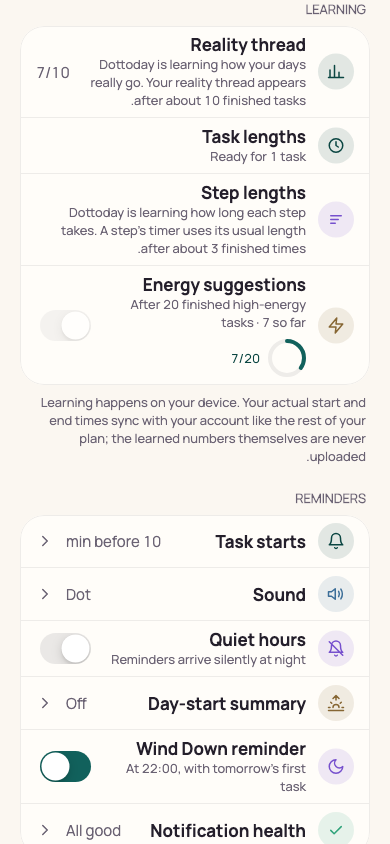 LEARNING
Reality thread
7/10
Dottoday is learning how your days
really go. Your reality thread appears
.after about 10 finished tasks
Task lengths
Ready for 1 task
Step lengths
Dottoday is learning how long each step
takes. A step's timer uses its usual length
.after about 3 finished times
Energy suggestions
After 20 finished high-energy
tasks · 7 so far
7/20
Learning happens on your device. Your actual start and
end times sync with your account like the rest of your
plan; the learned numbers themselves are never
.uploaded
REMINDERS
Task starts
min before 10
Sound
Dot
Quiet hours
Reminders arrive silently at night
Day-start summary
Off
Wind Down reminder
At 22:00, with tomorrow's first
task
Notification health
All good